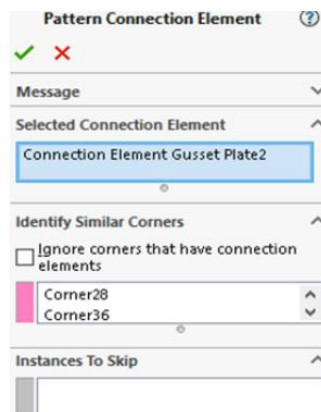 Pattern Connection Element
Message
Selected Connection Element
Connection Element Gusset Plate2
Identify Similar Corners
Ignore corners that have connection
elements
Corner28
Corner36
Instances To Skip